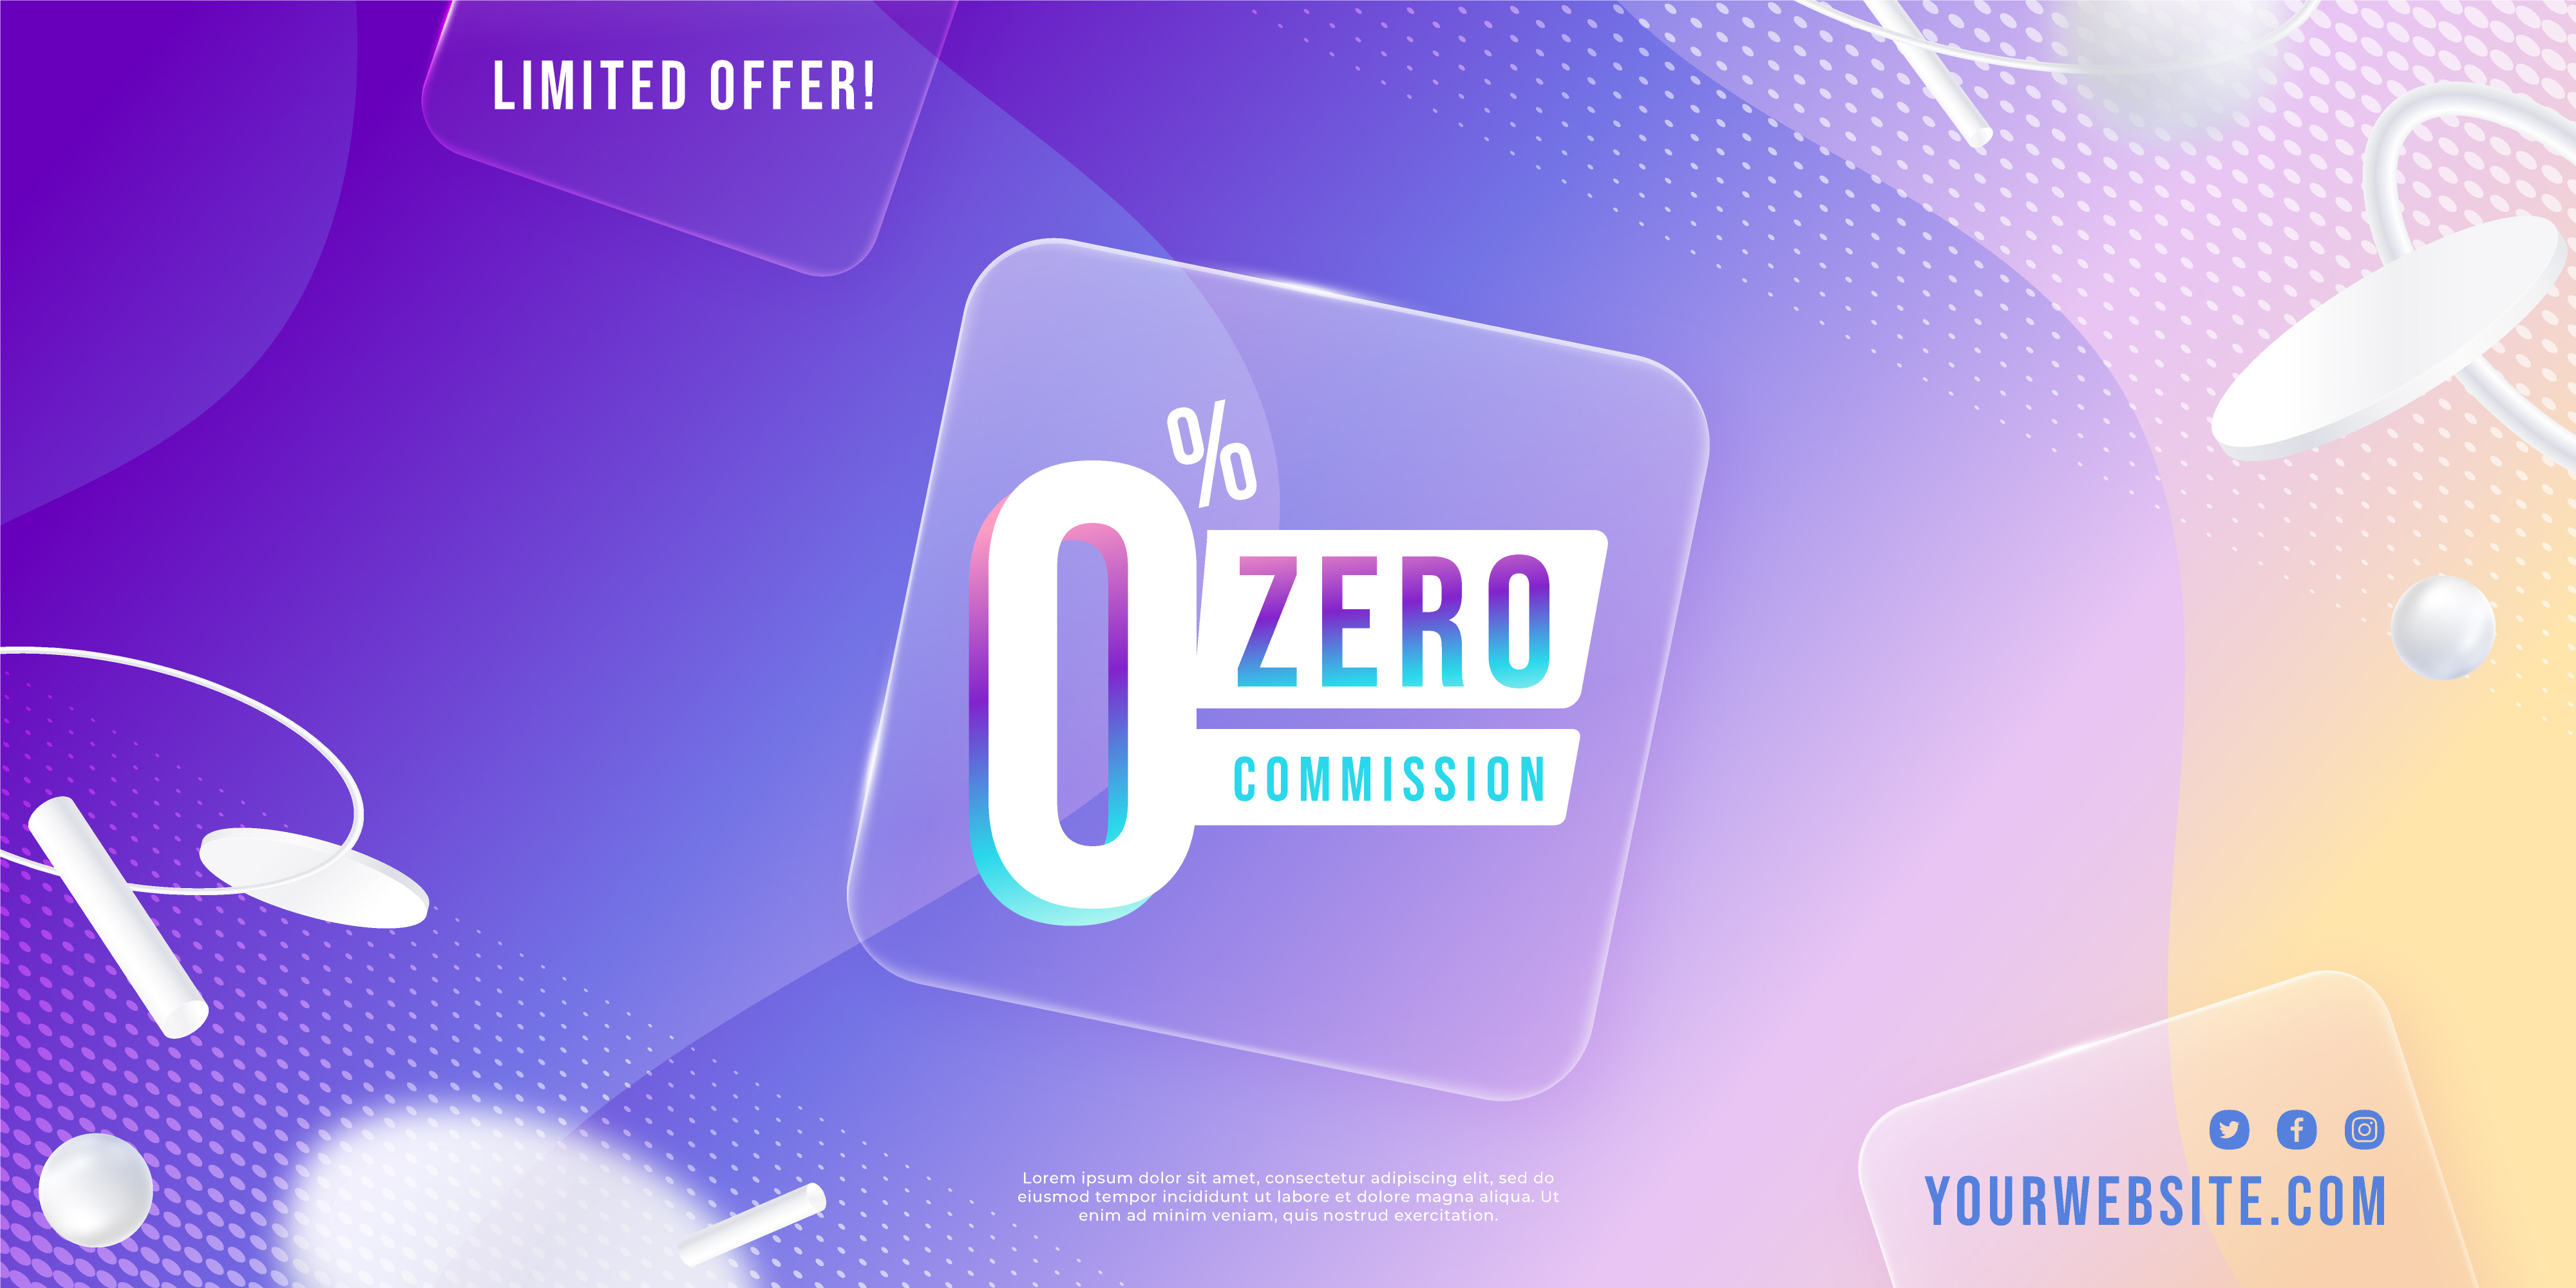 LIMITED OFFER!
0%
ZERO
COMMISSION
Lorem ipsum dolor sit amet, consectetur adipiscing elit, sed do
eiusmod tempor incididunt ut labore et dolore magna aliqua. Ut
enim ad minim veniam, quis nostrud exercitation.
YOURWEBSITE.COM